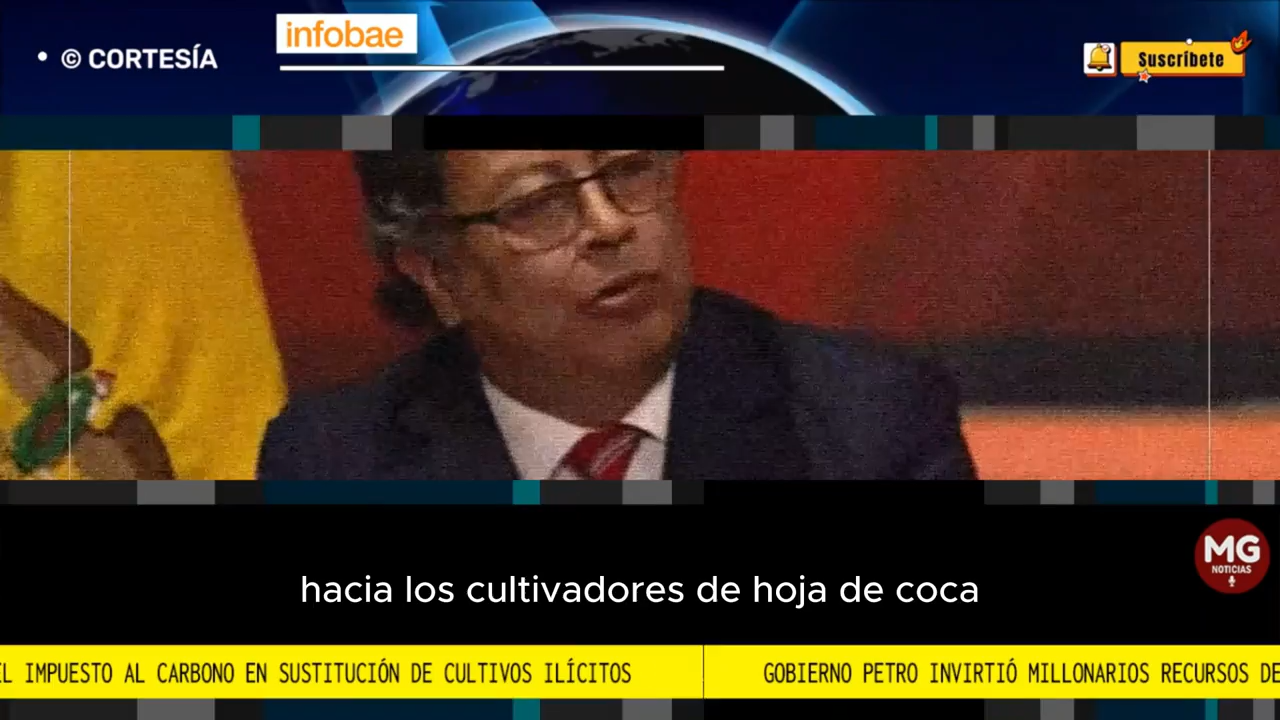 • © CORTESÍA
infobae
Suscríbete
hacia los cultivadores de hoja de coca
MG
NOTICIAS
EL IMPUESTO AL CARBONO EN SUSTITUCIÓN DE CULTIVOS ILÍCITOS
GOBIERNO PETRO INVIRTIÓ MILLONARIOS RECURSOS DE